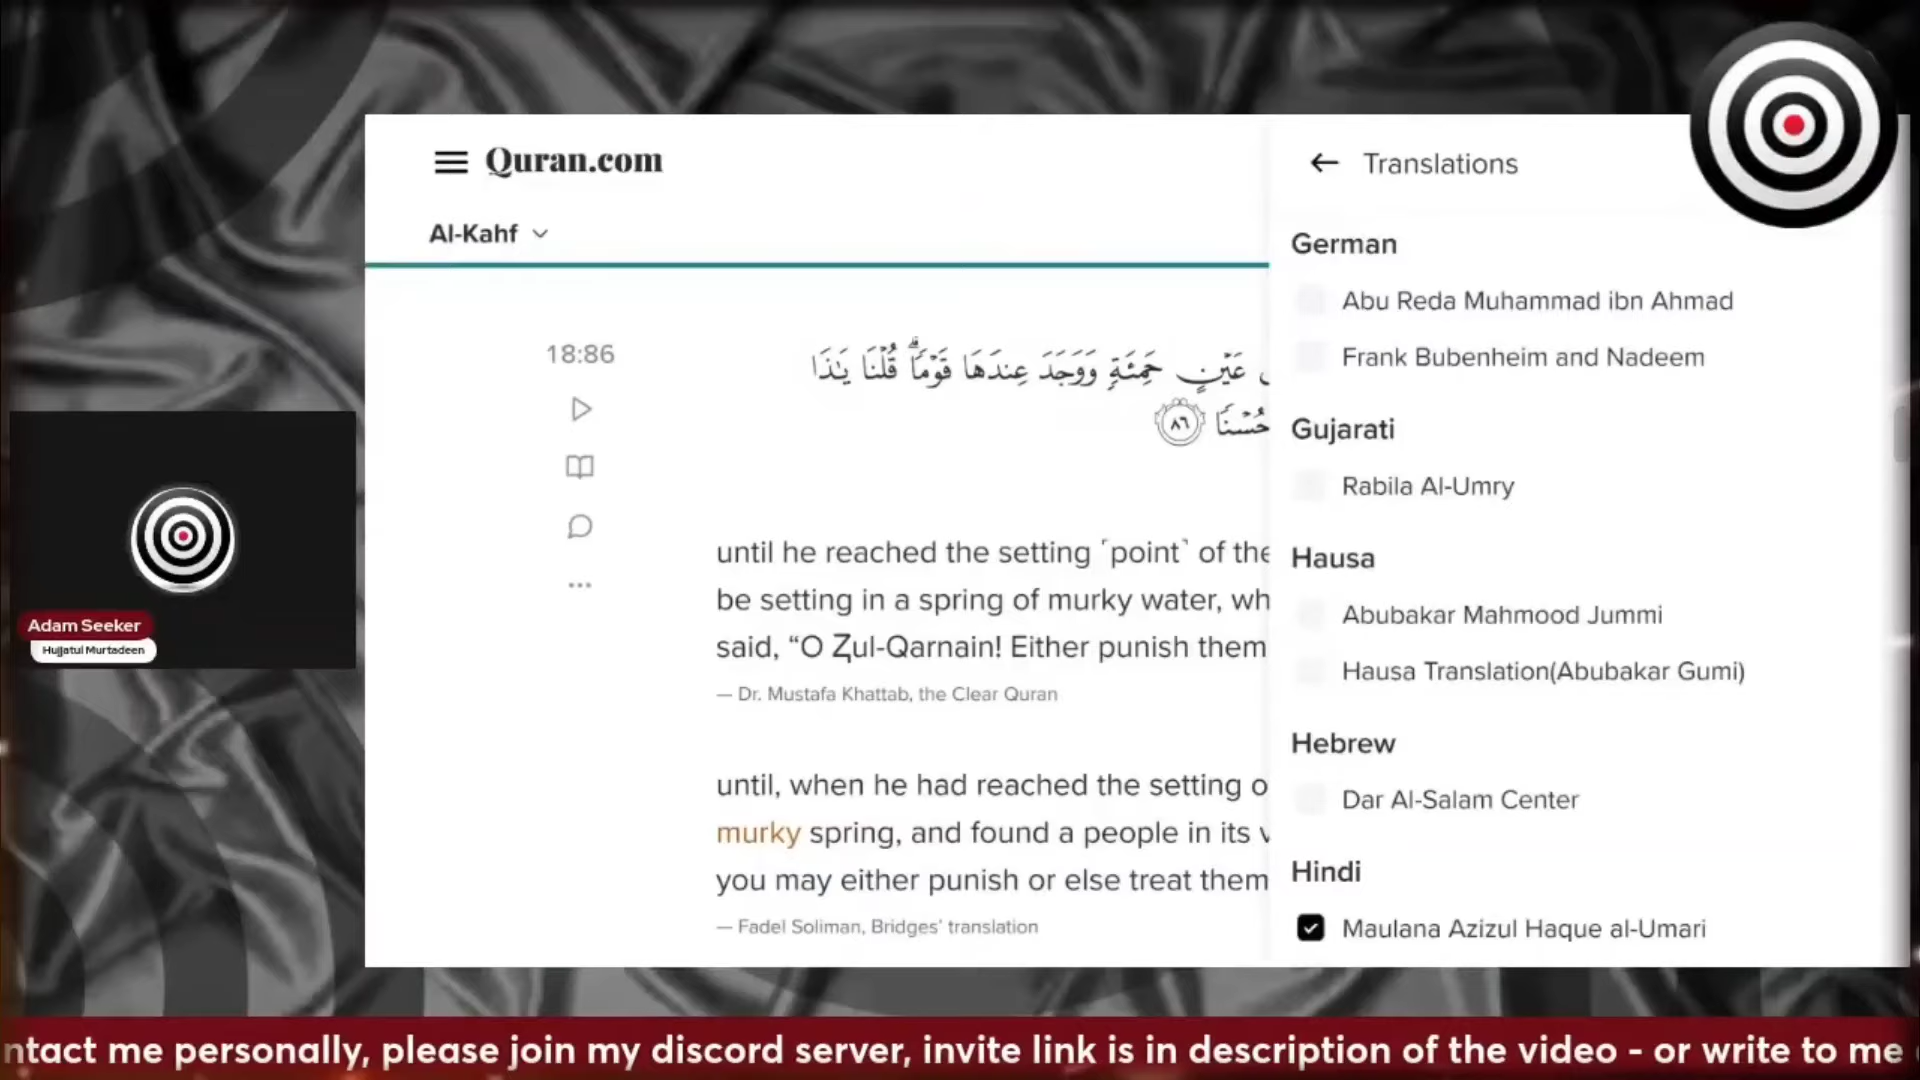 Quran.com
Al-Kahf
18:86
عَيْنٍ حَمِئَةٍ وَوَجَدَ عِندَهَا قَوْمًا ۗ قُلْنَا يَـٰذَا
حُسْنًا ٨٦
until he reached the setting ˹point˺ of the
be setting in a spring of murky water, wh
said, “O Ⱬul-Qarnain! Either punish them
— Dr. Mustafa Khattab, the Clear Quran
until, when he had reached the setting o
murky spring, and found a people in its v
you may either punish or else treat them
— Fadel Soliman, Bridges’ translation
Translations
German
Abu Reda Muhammad ibn Ahmad
Frank Bubenheim and Nadeem
Gujarati
Rabila Al-Umry
Hausa
Abubakar Mahmood Jummi
Hausa Translation(Abubakar Gumi)
Hebrew
Dar Al-Salam Center
Hindi
Maulana Azizul Haque al-Umari
Adam Seeker
Hujjatul Murtadeen
ntact me personally, please join my discord server, invite link is in description of the video - or write to me